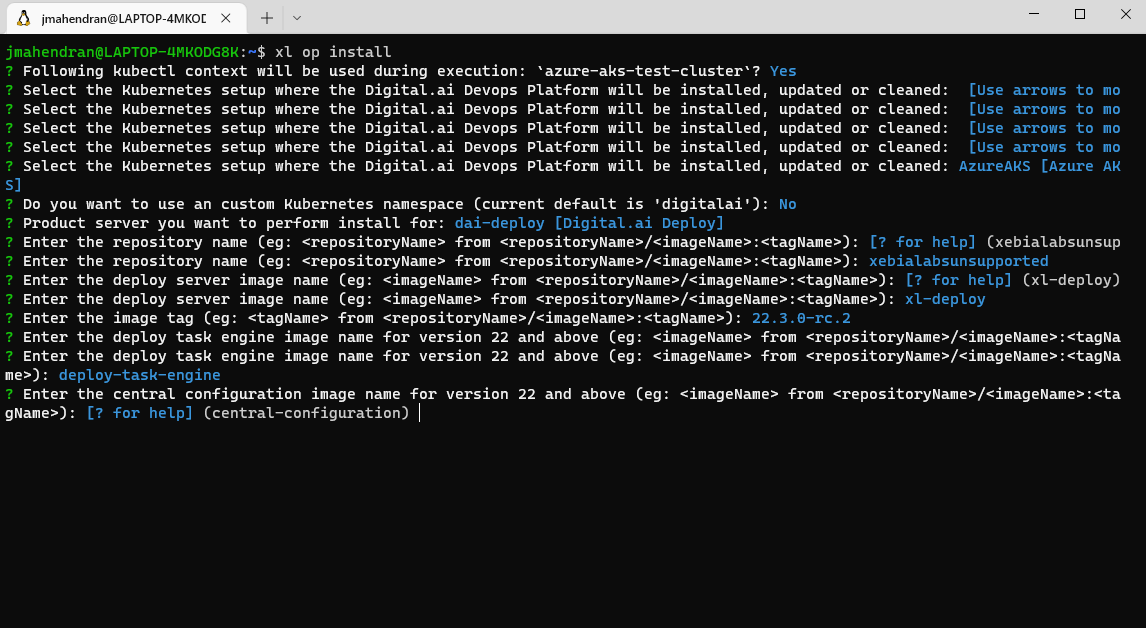 jmahendran@LAPTOP-4MKOD
jmahendran@LAPTOP-4MKODG8K:~$ xl op install
? Following kubectl context will be used during execution: `azure-aks-test-cluster`? Yes
? Select the Kubernetes setup where the Digital.ai Devops Platform will be installed, updated or cleaned:  [Use arrows to mo
? Select the Kubernetes setup where the Digital.ai Devops Platform will be installed, updated or cleaned:  [Use arrows to mo
? Select the Kubernetes setup where the Digital.ai Devops Platform will be installed, updated or cleaned:  [Use arrows to mo
? Select the Kubernetes setup where the Digital.ai Devops Platform will be installed, updated or cleaned:  [Use arrows to mo
? Select the Kubernetes setup where the Digital.ai Devops Platform will be installed, updated or cleaned: AzureAKS [Azure AK
S]
? Do you want to use an custom Kubernetes namespace (current default is 'digitalai'): No
? Product server you want to perform install for: dai-deploy [Digital.ai Deploy]
? Enter the repository name (eg: <repositoryName> from <repositoryName>/<imageName>:<tagName>): [? for help] (xebialabsunsup
? Enter the repository name (eg: <repositoryName> from <repositoryName>/<imageName>:<tagName>): xebialabsunsupported
? Enter the deploy server image name (eg: <imageName> from <repositoryName>/<imageName>:<tagName>): [? for help] (xl-deploy)
? Enter the deploy server image name (eg: <imageName> from <repositoryName>/<imageName>:<tagName>): xl-deploy
? Enter the image tag (eg: <tagName> from <repositoryName>/<imageName>:<tagName>): 22.3.0-rc.2
? Enter the deploy task engine image name for version 22 and above (eg: <imageName> from <repositoryName>/<imageName>:<tagNa
? Enter the deploy task engine image name for version 22 and above (eg: <imageName> from <repositoryName>/<imageName>:<tagNa
me>): deploy-task-engine
? Enter the central configuration image name for version 22 and above (eg: <imageName> from <repositoryName>/<imageName>:<ta
gName>): [? for help] (central-configuration)